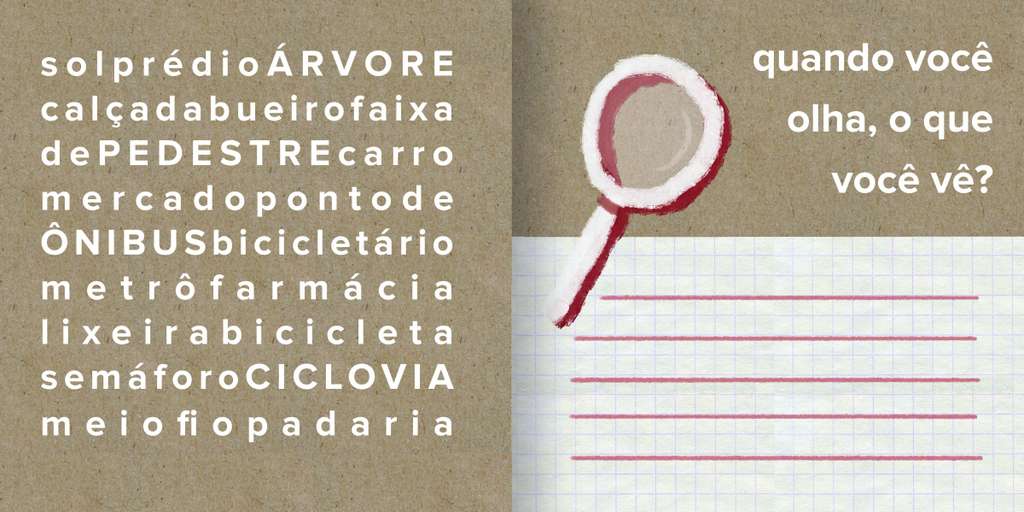 solprédioÁRVORE
calçadabueirofaixa
dePEDESTREcarro
mercadopontode
ÔNIBUSbicicletário
metrôfarmácia
lixeirabicicleta
semáforoCICLOVIA
meiofiopadaria
quando você
olha, o que
você vê?